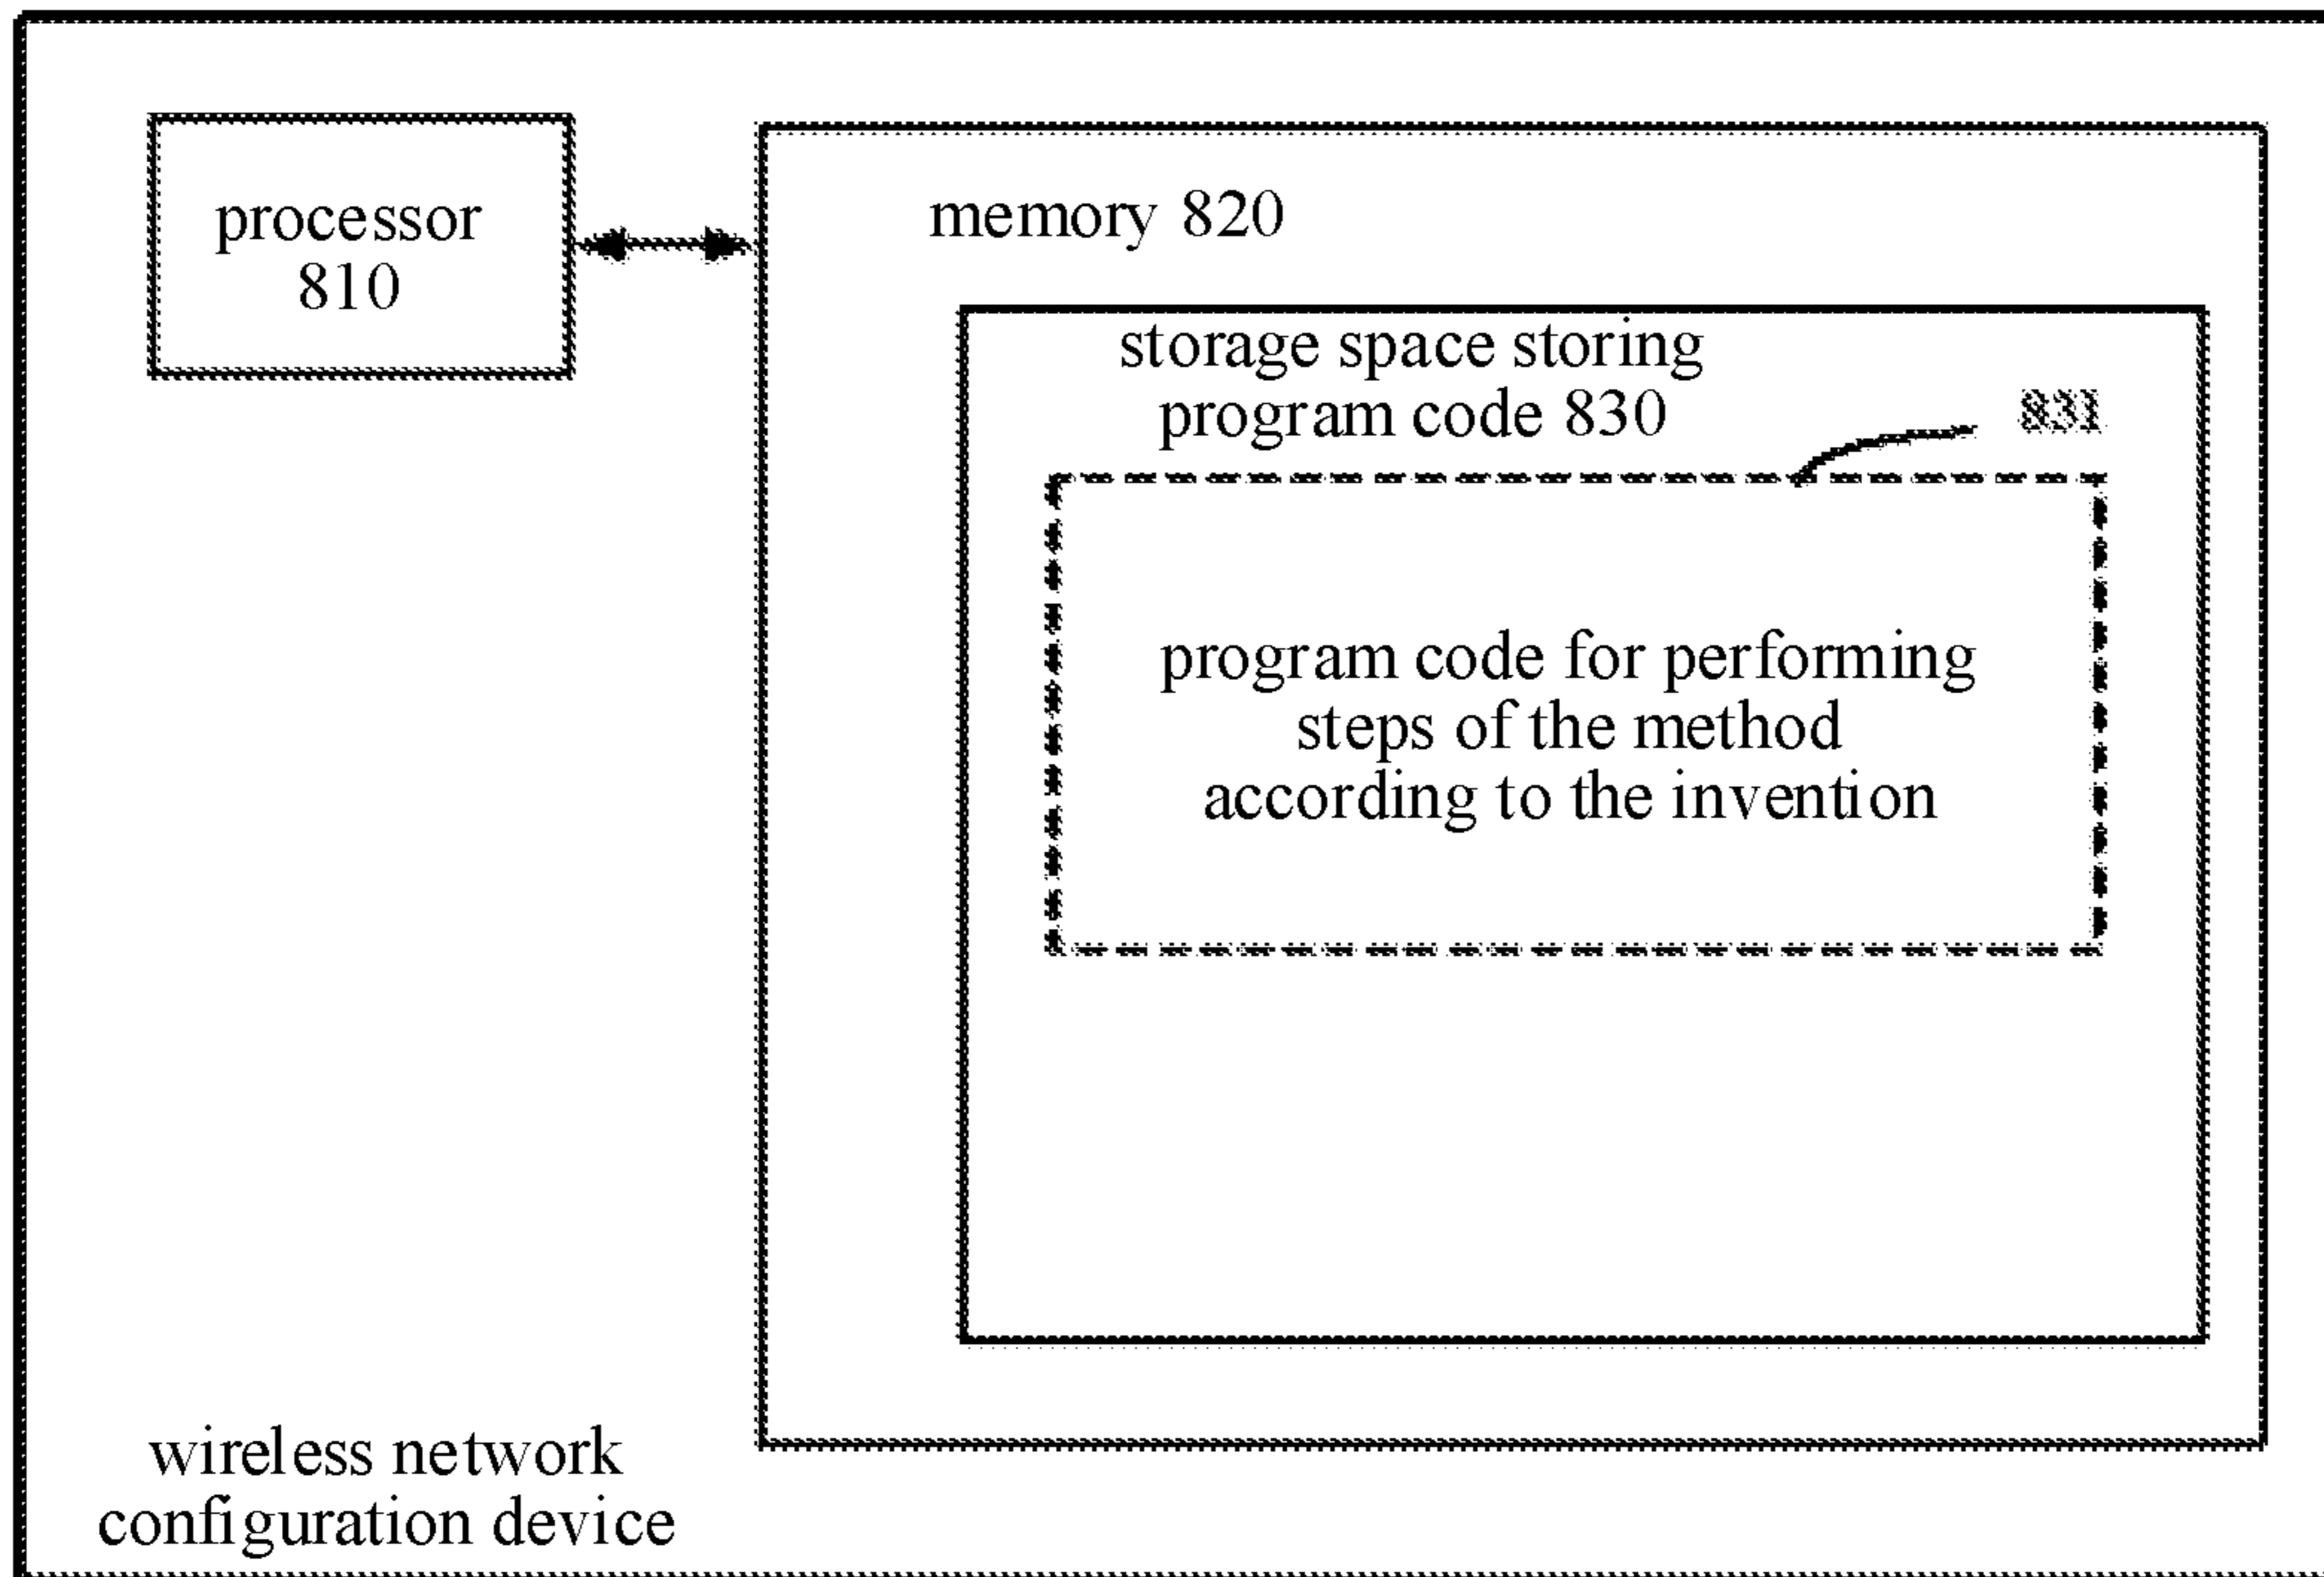 processor
810
memory 820
storage space storing
program code 830
831
program code for performing
steps of the method
according to the invention
wireless network
configuration device